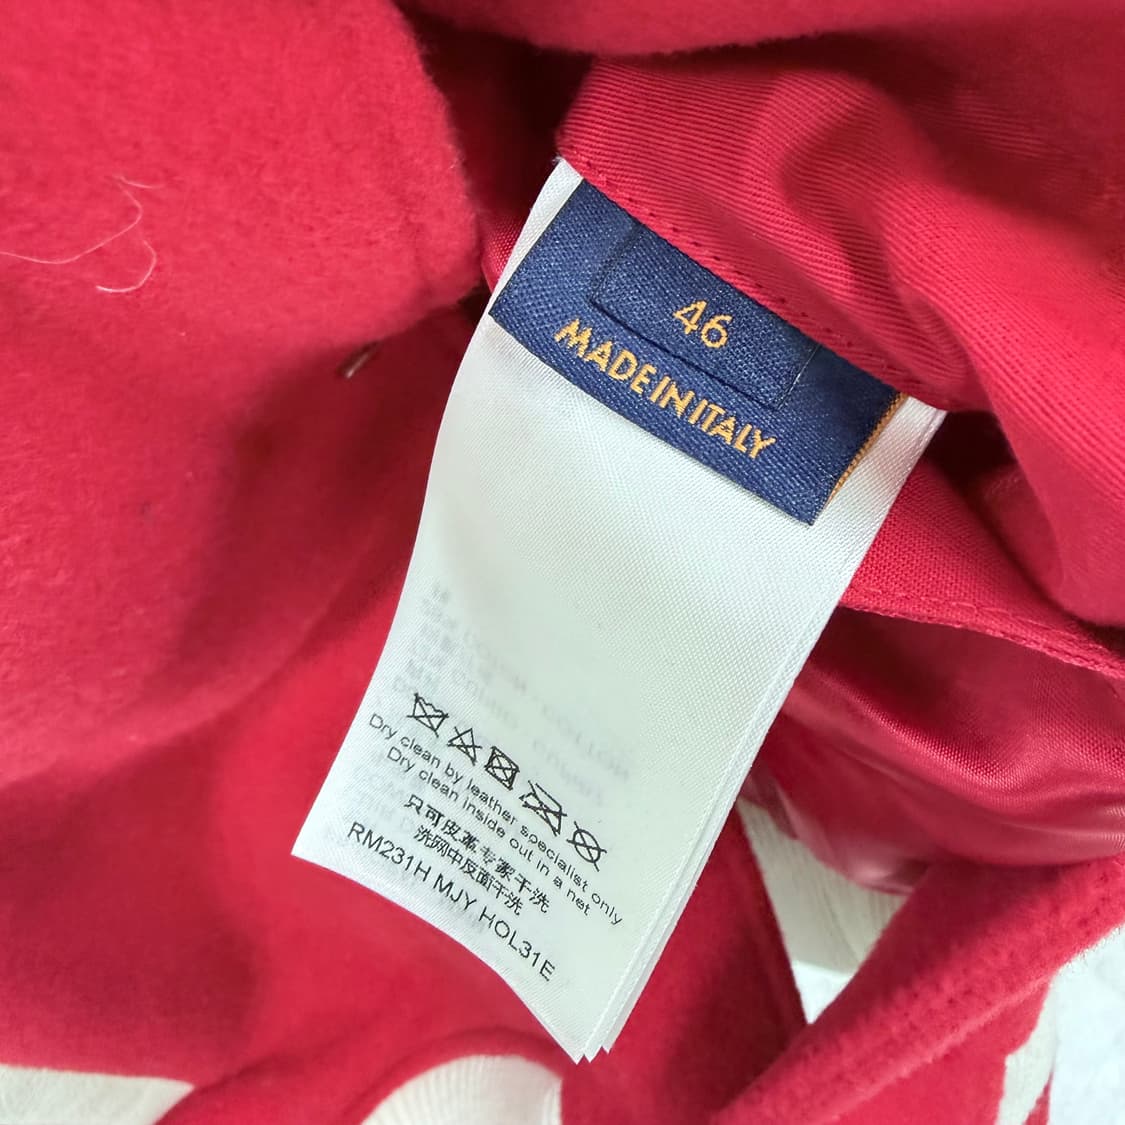 46
MADE IN ITALY
Dry clean by leather specialist only
Dry clean inside out in a net
只可皮革专家干洗
洗网中反面干洗
RM231H MJY HOL31E